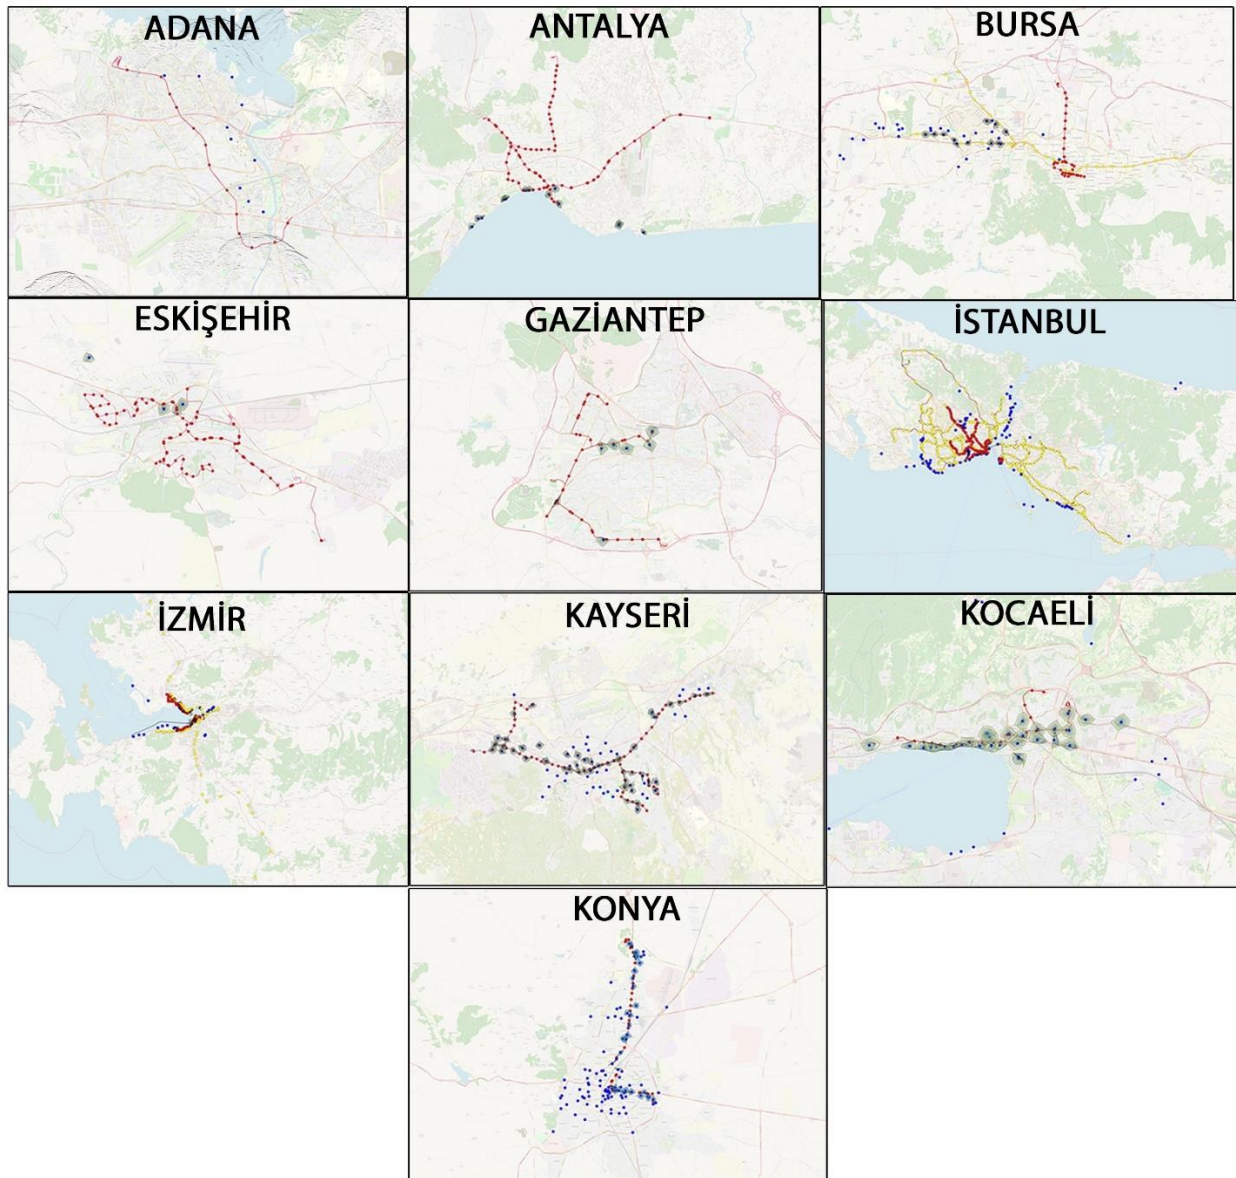 ADANA
ANTALYA
BURSA
ESKİŞEHİR
GAZİANTEP
İSTANBUL
İZMİR
KAYSERİ
KOCAELİ
KONYA